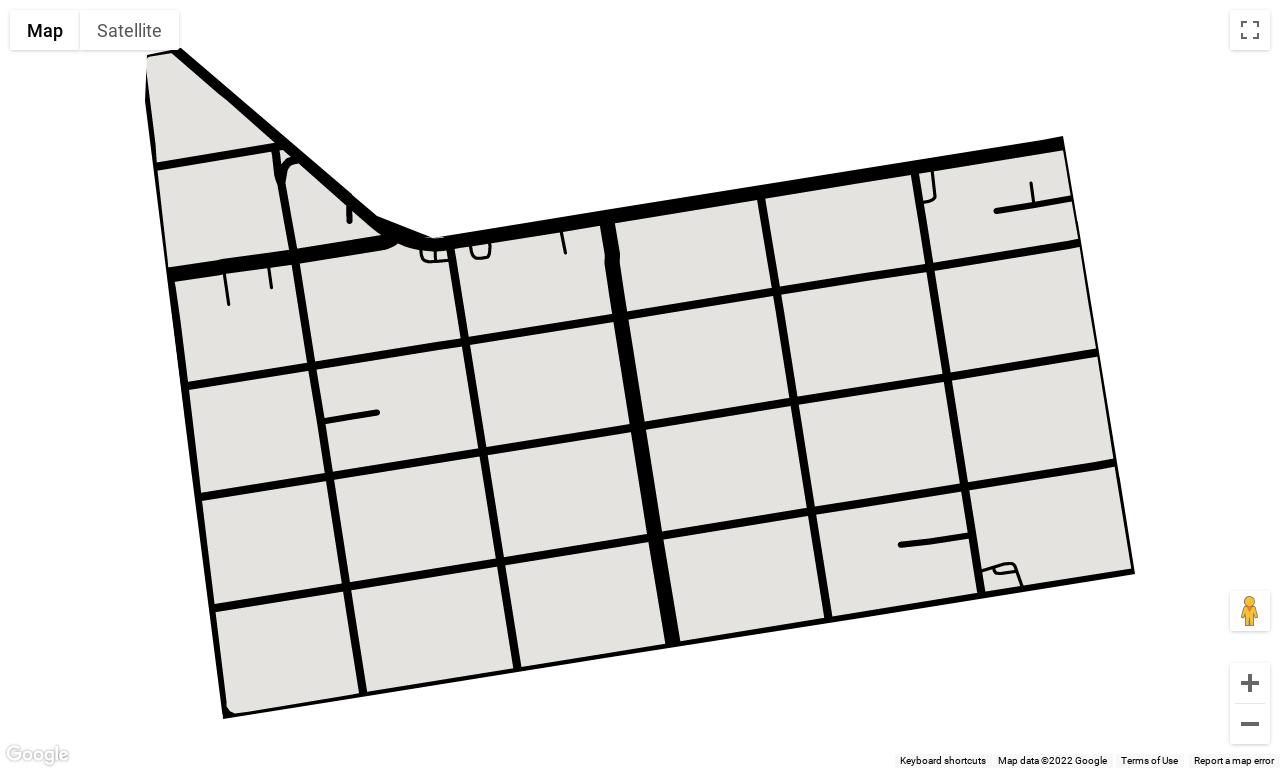 Map Satellite
Google
Keyboard shortcuts Map data ©2022 Google Terms of Use Report a map error